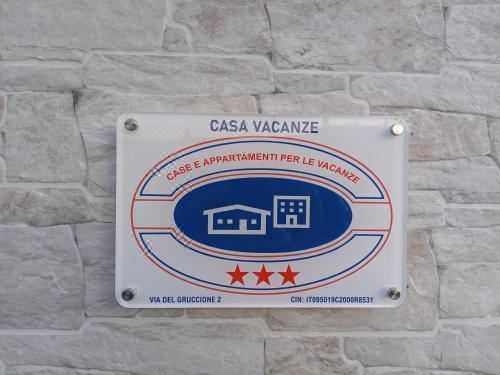 CASA VACANZE
CASE E APPARTAMENTI PER LE VACANZE
VIA DEL GRUCCIONE 2
CIN: IT095019C2000R8531